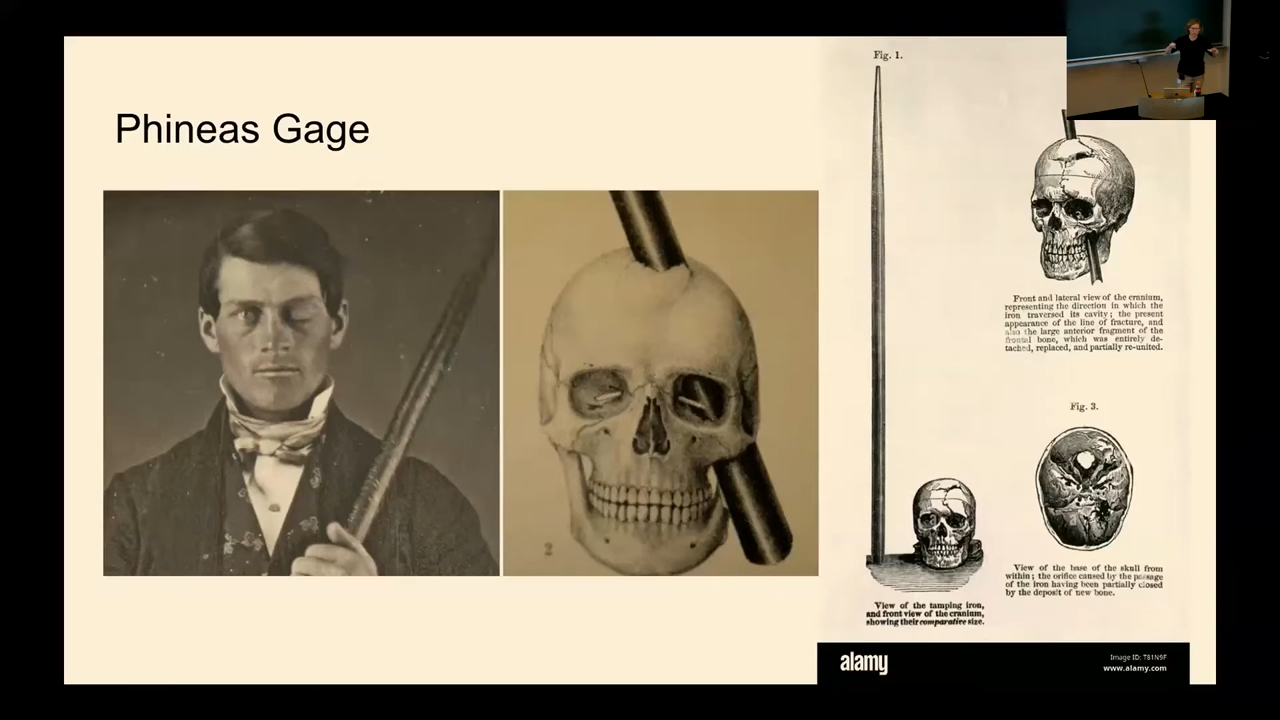 Phineas Gage
2
Fig. 1.
View of the tamping iron,
and front view of the cranium,
showing their comparative size.
Front and lateral view of the cranium,
representing the direction in which the
iron traversed its cavity; the present
appearance of the line of fracture, and
also the large anterior fragment of the
frontal bone, which was entirely de-
tached, replaced, and partially re-united.
Fig. 3.
View of the base of the skull from
within; the orifice caused by the passage
of the iron having been partially closed
by the deposit of new bone.
alamy
Image ID: T81N9F
www.alamy.com